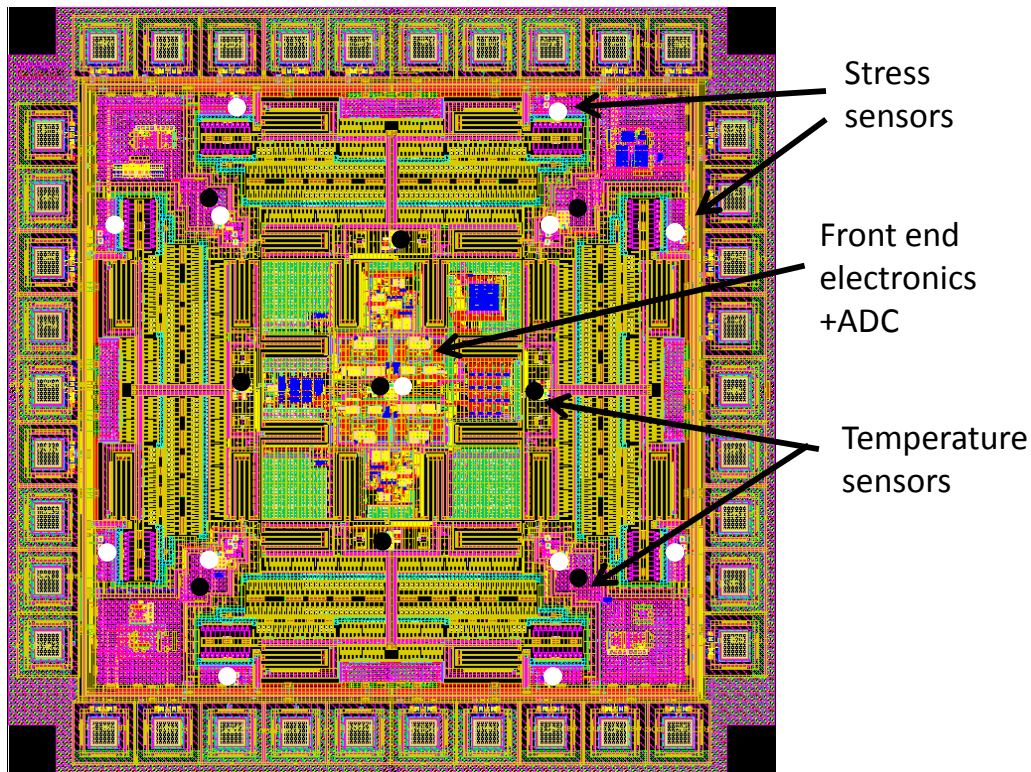 Stress
sensors
Front end
electronics
+ADC
Temperature
sensors